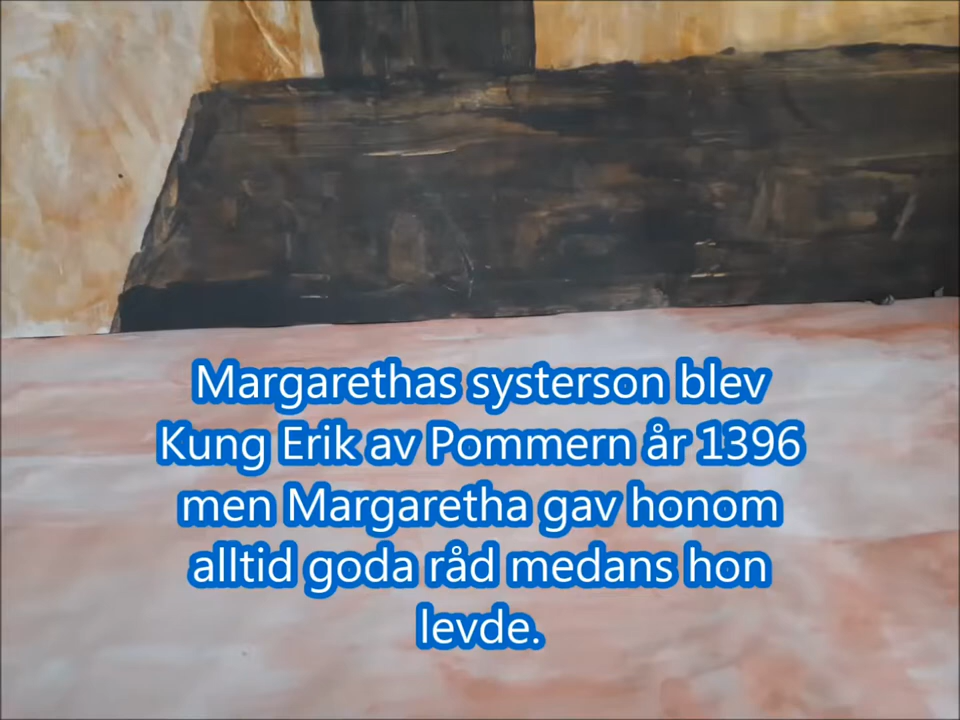 Margarethas systerson blev
Kung Erik av Pommern år 1396
men Margaretha gav honom
alltid goda råd medans hon
levde.